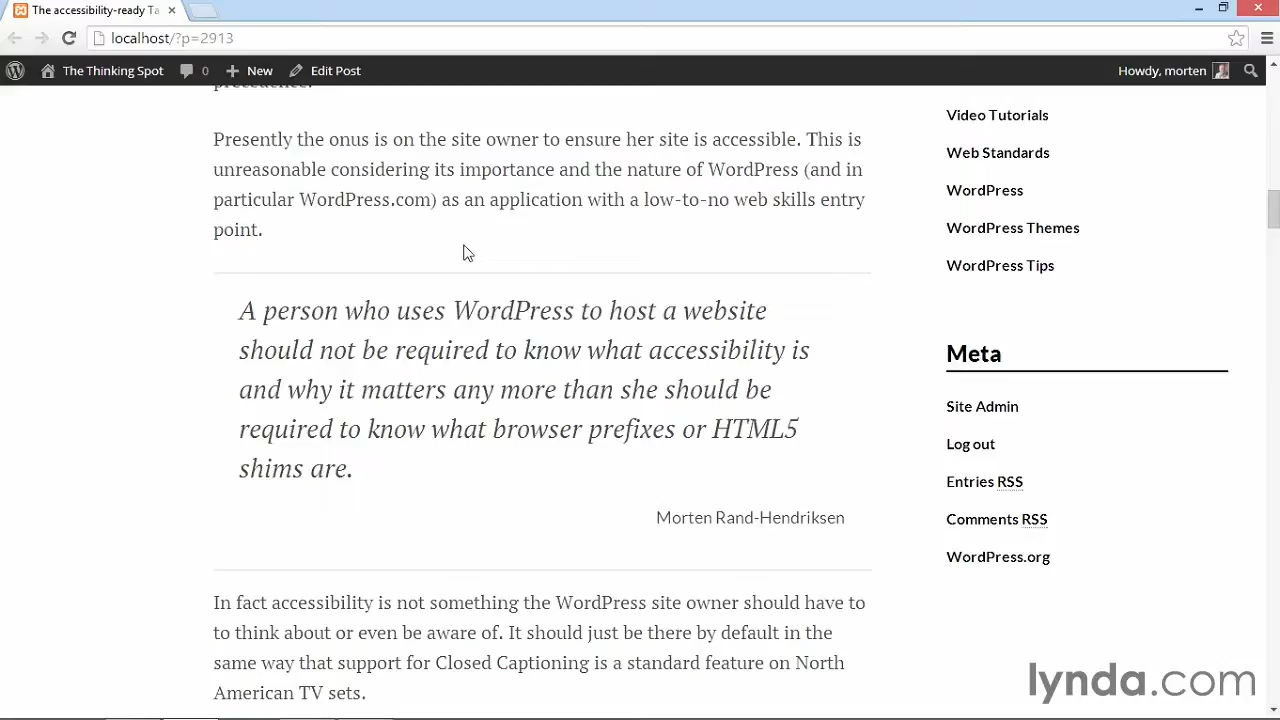 The accessibility-ready Ta
localhost/?p=2913
The Thinking Spot 0 New Edit Post Howdy, morten
Presently the onus is on the site owner to ensure her site is accessible. This is
unreasonable considering its importance and the nature of WordPress (and in
particular WordPress.com) as an application with a low-to-no web skills entry
point.
A person who uses WordPress to host a website
should not be required to know what accessibility is
and why it matters any more than she should be
required to know what browser prefixes or HTML5
shims are.
Morten Rand-Hendriksen
In fact accessibility is not something the WordPress site owner should have to
to think about or even be aware of. It should just be there by default in the
same way that support for Closed Captioning is a standard feature on North
American TV sets.
Video Tutorials
Web Standards
WordPress
WordPress Themes
WordPress Tips
Meta
Site Admin
Log out
Entries RSS
Comments RSS
WordPress.org
lynda.com